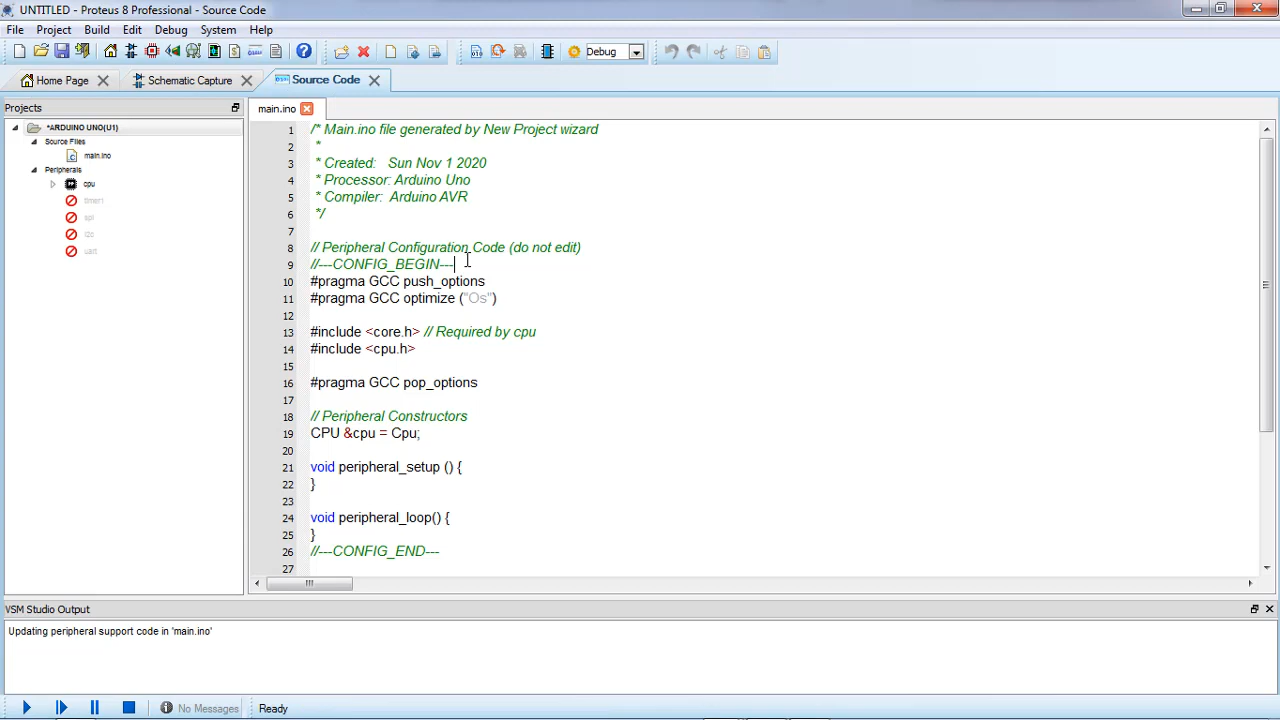 UNTITLED - Proteus 8 Professional - Source Code
File Project Build Edit Debug System Help
Debug
Home Page Schematic Capture Source Code
Projects
*ARDUINO UNO(U1)
Source Files
main.ino
Peripherals
cpu
timer1
spi
i2c
uart
main.ino
1 /* Main.ino file generated by New Project wizard
2 *
3 * Created: Sun Nov 1 2020
4 * Processor: Arduino Uno
5 * Compiler: Arduino AVR
6 */
7
8 // Peripheral Configuration Code (do not edit)
9 //---CONFIG_BEGIN---
10 #pragma GCC push_options
11 #pragma GCC optimize ("Os")
12
13 #include <core.h> // Required by cpu
14 #include <cpu.h>
15
16 #pragma GCC pop_options
17
18 // Peripheral Constructors
19 CPU &cpu = Cpu;
20
21 void peripheral_setup () {
22 }
23
24 void peripheral_loop() {
25 }
26 //---CONFIG_END---
27
VSM Studio Output
Updating peripheral support code in 'main.ino'
No Messages Ready